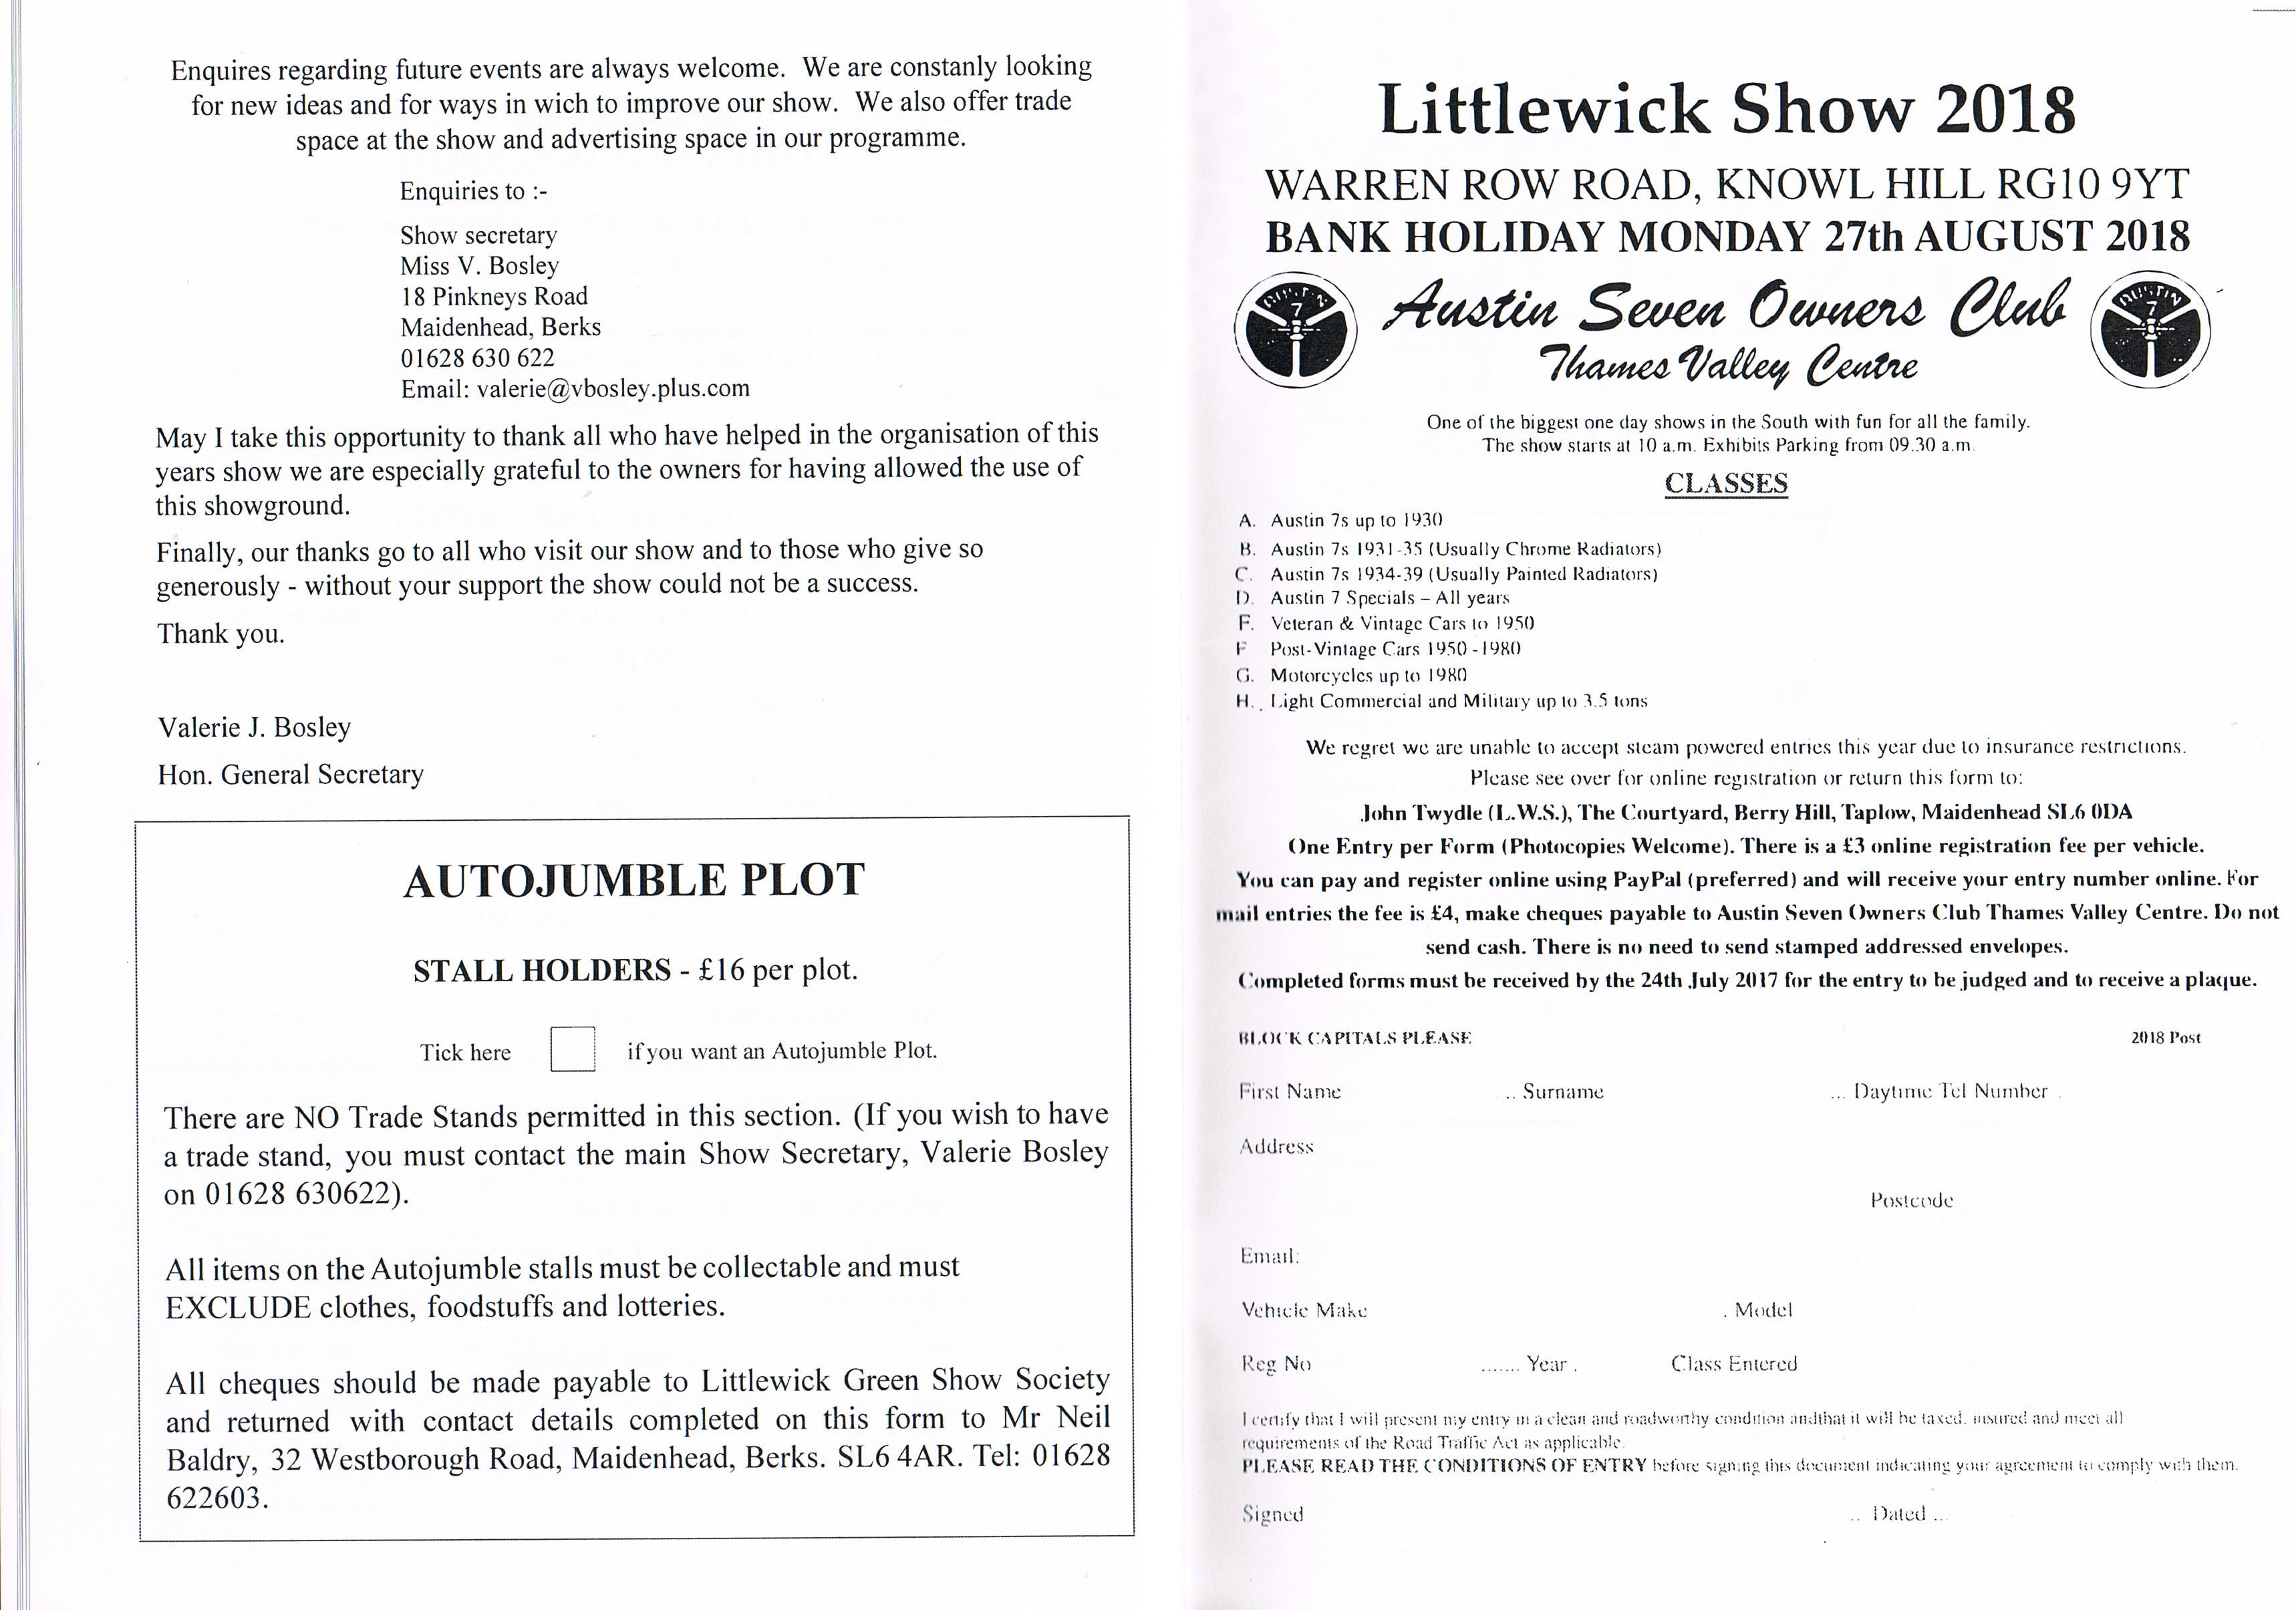 Enquires regarding future events are always welcome. We are constanly looking
for new ideas and for ways in wich to improve our show. We also offer trade
space at the show and advertising space in our programme.
Enquiries to :-
Show secretary
Miss V. Bosley
18 Pinkneys Road
Maidenhead, Berks
01628 630 622
Email: valerie@vbosley.plus.com
May I take this opportunity to thank all who have helped in the organisation of this
years show we are especially grateful to the owners for having allowed the use of
this showground.
Finally, our thanks go to all who visit our show and to those who give so
generously - without your support the show could not be a success.
Thank you.
Valerie J. Bosley
Hon. General Secretary
AUTOJUMBLE PLOT
STALL HOLDERS - £16 per plot.
Tick here if you want an Autojumble Plot.
There are NO Trade Stands permitted in this section. (If you wish to have
a trade stand, you must contact the main Show Secretary, Valerie Bosley
on 01628 630622).
All items on the Autojumble stalls must be collectable and must
EXCLUDE clothes, foodstuffs and lotteries.
All cheques should be made payable to Littlewick Green Show Society
and returned with contact details completed on this form to Mr Neil
Baldry, 32 Westborough Road, Maidenhead, Berks. SL6 4AR. Tel: 01628
622603.
Littlewick Show 2018
WARREN ROW ROAD, KNOWL HILL RG10 9YT
BANK HOLIDAY MONDAY 27th AUGUST 2018
AUSTIN 7 Austin Seven Owners Club AUSTIN 7
Thames Valley Centre
One of the biggest one day shows in the South with fun for all the family.
The show starts at 10 a.m. Exhibits Parking from 09.30 a.m.
CLASSES
A. Austin 7s up to 1930
B. Austin 7s 1931-35 (Usually Chrome Radiators)
C. Austin 7s 1934-39 (Usually Painted Radiators)
D. Austin 7 Specials – All years
E. Veteran & Vintage Cars to 1950
F Post-Vintage Cars 1950 - 1980
G. Motorcycles up to 1980
H. . Light Commercial and Military up to 3.5 tons
We regret we are unable to accept steam powered entries this year due to insurance restrictions.
Please see over for online registration or return this form to:
John Twydle (L.W.S.), The Courtyard, Berry Hill, Taplow, Maidenhead SL6 0DA
One Entry per Form (Photocopies Welcome). There is a £3 online registration fee per vehicle.
You can pay and register online using PayPal (preferred) and will receive your entry number online. For
mail entries the fee is £4, make cheques payable to Austin Seven Owners Club Thames Valley Centre. Do not
send cash. There is no need to send stamped addressed envelopes.
Completed forms must be received by the 24th July 2017 for the entry to be judged and to receive a plaque.
BLOCK CAPITALS PLEASE 2018 Post
First Name .. Surname ... Daytime Tel Number .
Address
Postcode
Email:
Vehicle Make . Model
Reg No ....... Year . Class Entered
I certify that I will present my entry in a clean and roadworthy condition andthat it will be taxed, insured and meet all
requirements of the Road Traffic Act as applicable.
PLEASE READ THE CONDITIONS OF ENTRY before signing this document indicating your agreement to comply with them.
Signed .. Dated ...